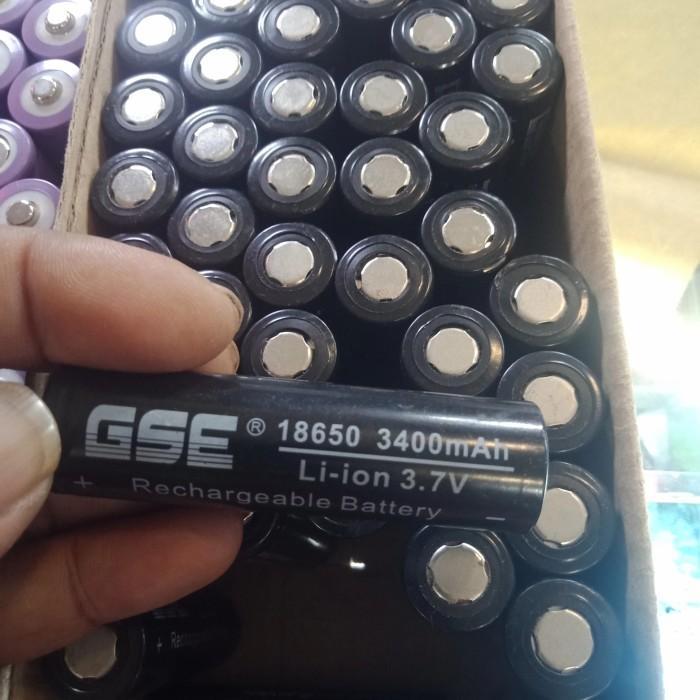 GSE® 18650 3400mAh
Li-ion 3.7V
+ Rechargeable Battery −